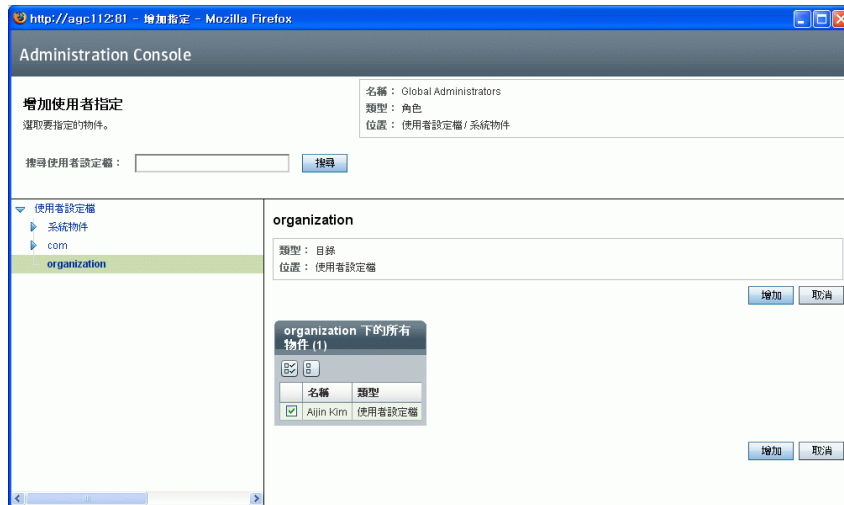 http://agc112:81 - 增加指定 - Mozilla Firefox
Administration Console
增加使用者指定
選取要指定的物件。
名稱： Global Administrators
類型： 角色
位置： 使用者設定檔 / 系統物件
搜尋使用者設定檔：
搜尋
使用者設定檔
系統物件
com
organization
organization
類型： 目錄
位置： 使用者設定檔
增加 取消
organization 下的所有
物件 (1)
名稱 類型
Aijin Kim 使用者設定檔
增加 取消